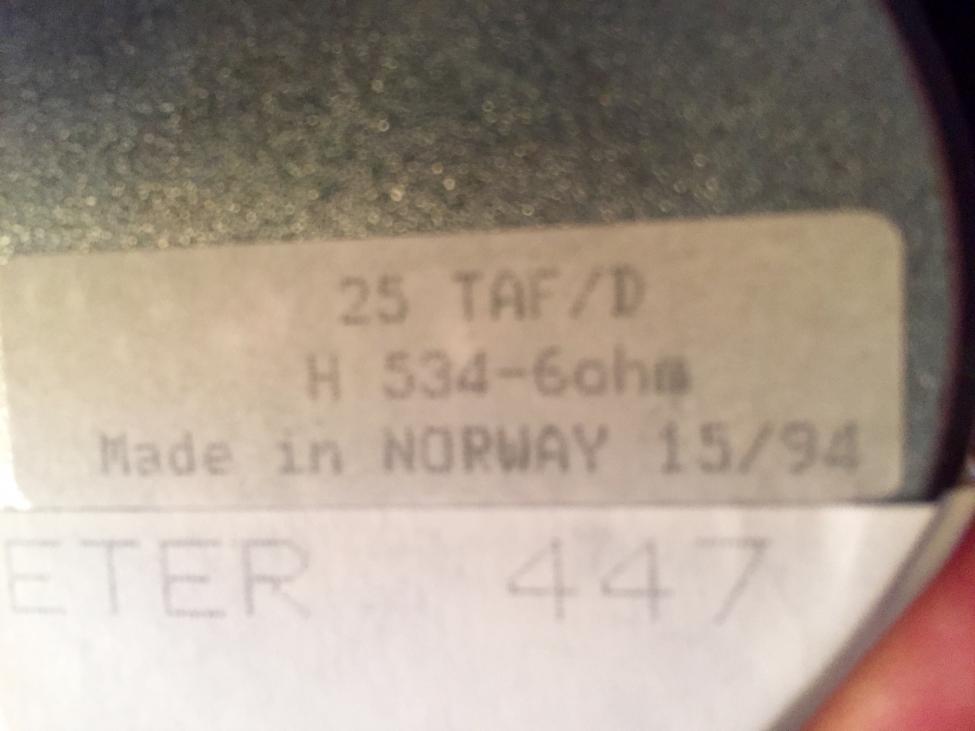 25 TAF/D
H 534-6ohm
Made in NORWAY 15/94
ETER 447